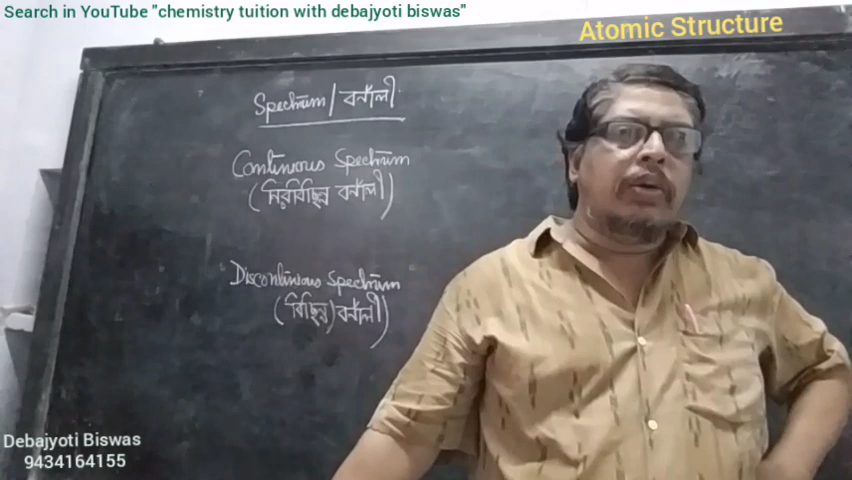 Search in YouTube "chemistry tuition with debajyoti biswas"
Atomic Structure
Spectrum / বর্ণালী
Continuous Spectrum
(নিরবিছিন্ন বর্ণালী)
Discontinuous Spectrum
(বিছিন্ন) বর্ণালী)
Debajyoti Biswas
9434164155